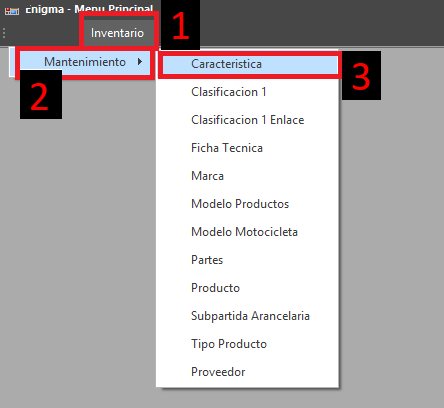 Enigma - Menu Principal
Inventario
1
Mantenimiento
2
Caracteristica
3
Clasificacion 1
Clasificacion 1 Enlace
Ficha Tecnica
Marca
Modelo Productos
Modelo Motocicleta
Partes
Producto
Subpartida Arancelaria
Tipo Producto
Proveedor